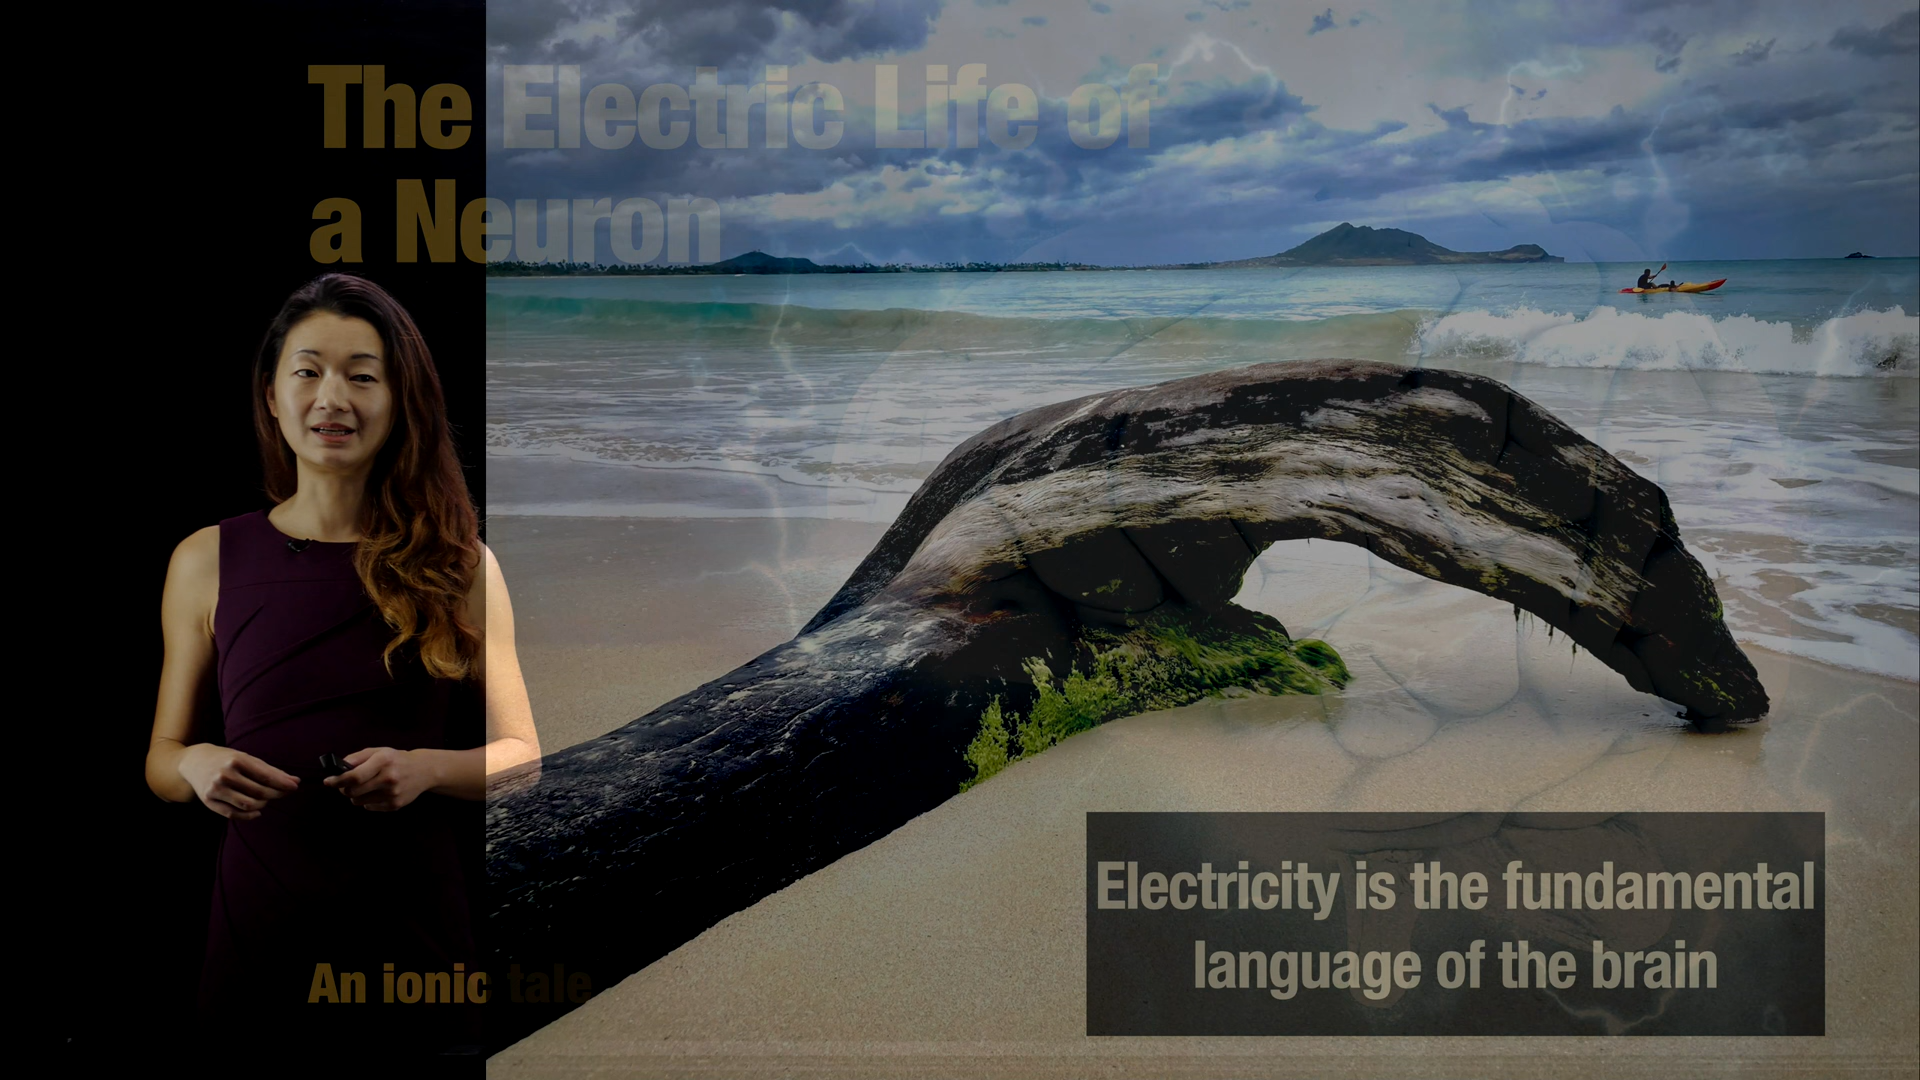 The Electric Life of
a Neuron
An ionic tale
Electricity is the fundamental
language of the brain